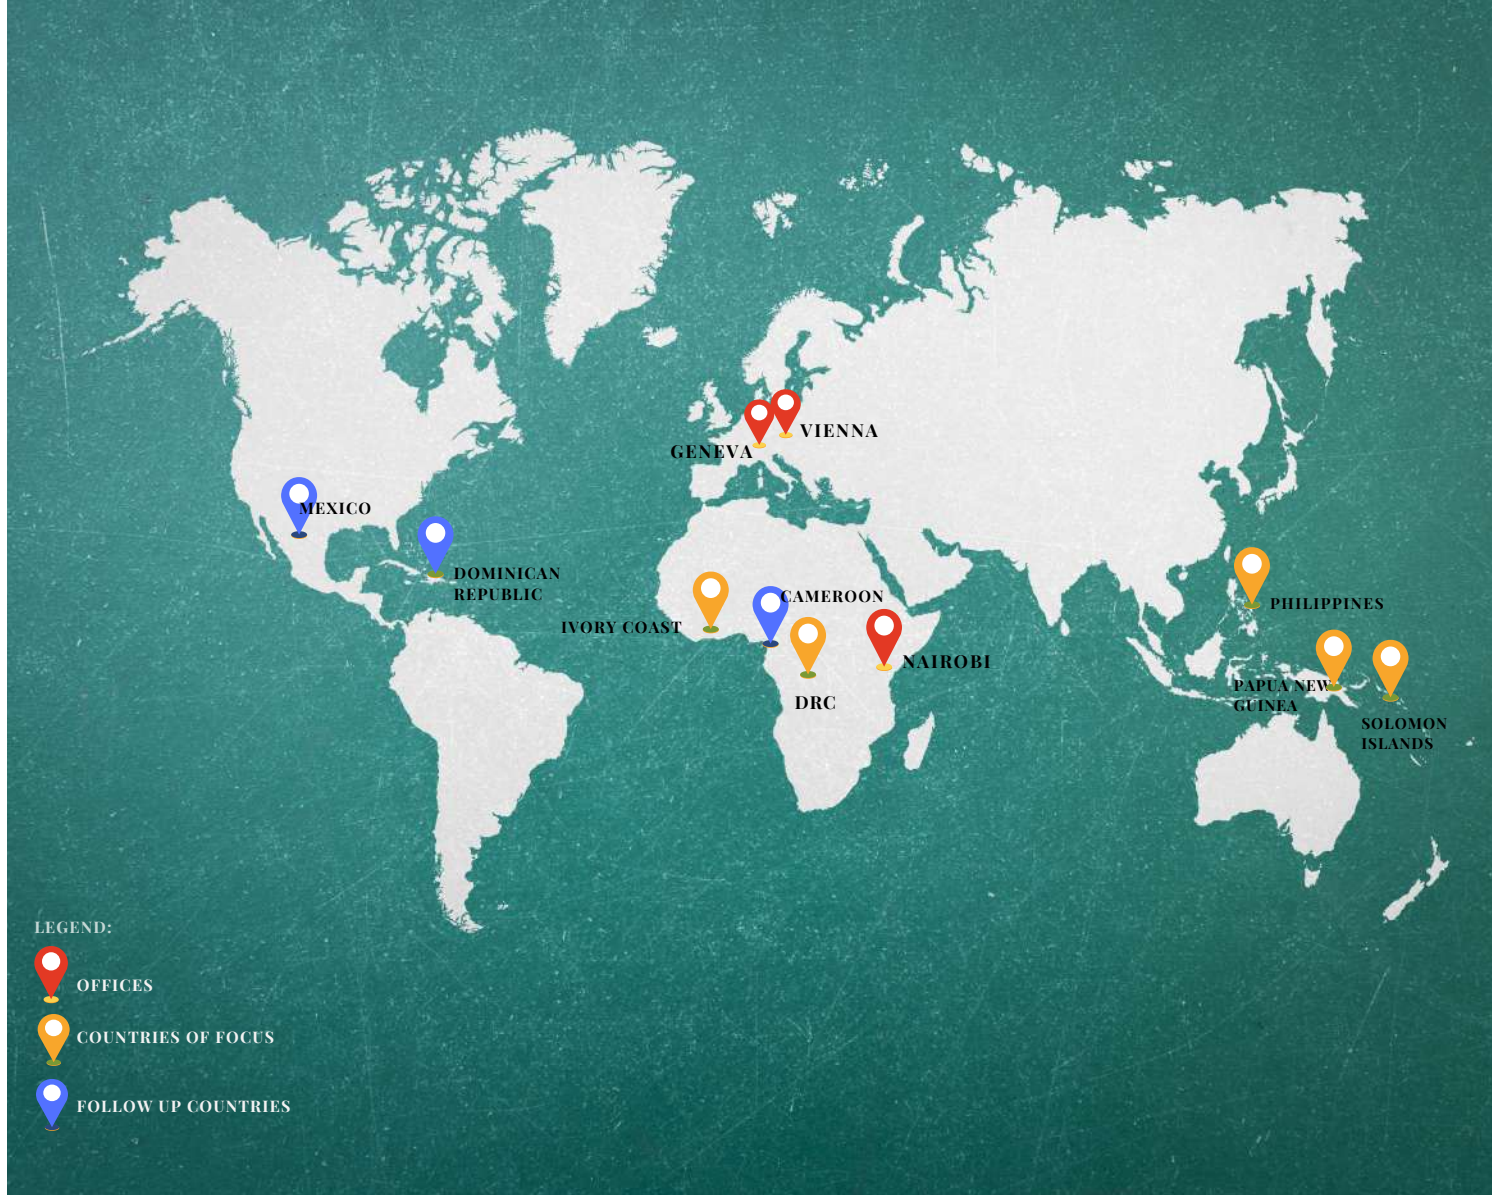 VIENNA
GENEVA
MEXICO
DOMINICAN
REPUBLIC
CAMEROON
IVORY COAST
PHILIPPINES
NAIROBI
DRC
PAPUA NEW
GUINEA
SOLOMON
ISLANDS
LEGEND:
OFFICES
COUNTRIES OF FOCUS
FOLLOW UP COUNTRIES